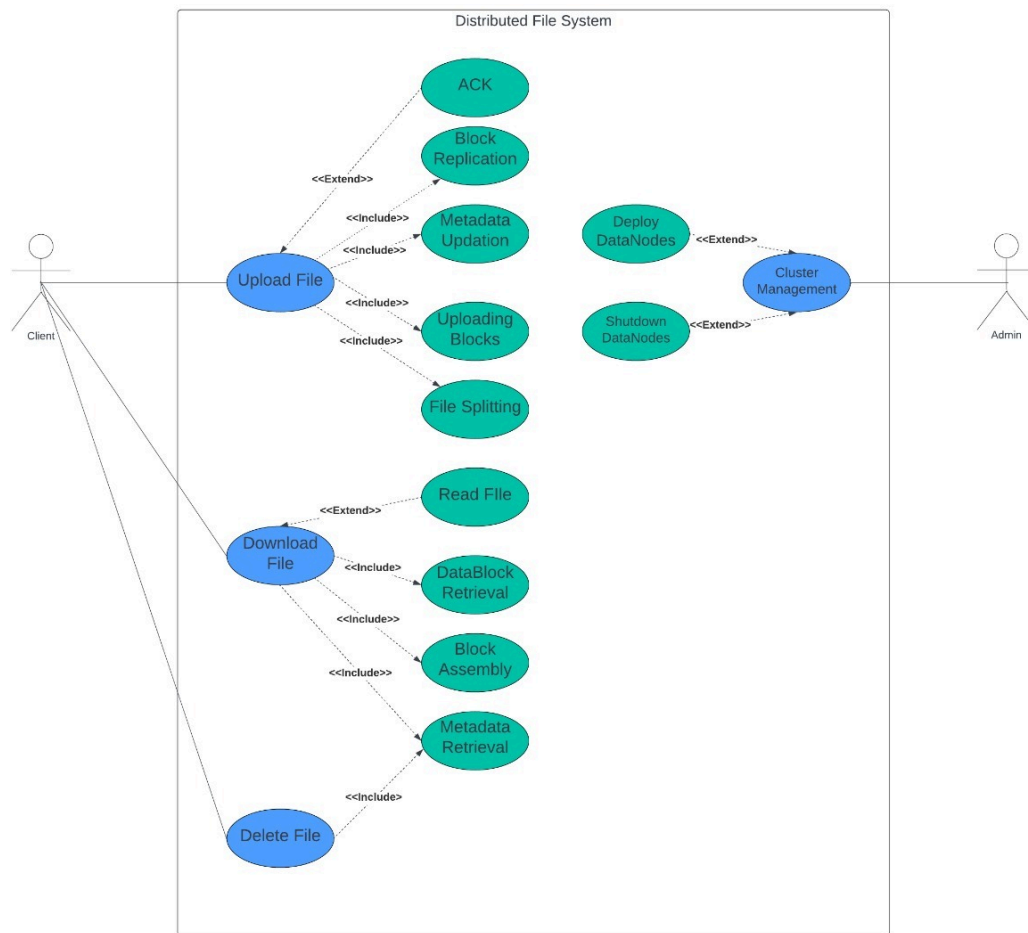 Distributed File System
ACK
Block
Replication
<<Extend>>
<<Include>>
Metadata
Updation
<<Include>>
Deploy
DataNodes
<<Extend>>
Upload File
Cluster
Management
Client
Admin
<<Include>>
Uploading
Blocks
<<Include>>
Shutdown
DataNodes
<<Extend>>
File Splitting
Read FIle
<<Extend>>
Download
File
<<Include>
DataBlock
Retrieval
<<Include>>
Block
Assembly
<<Include>>
Metadata
Retrieval
<<Include>
Delete File